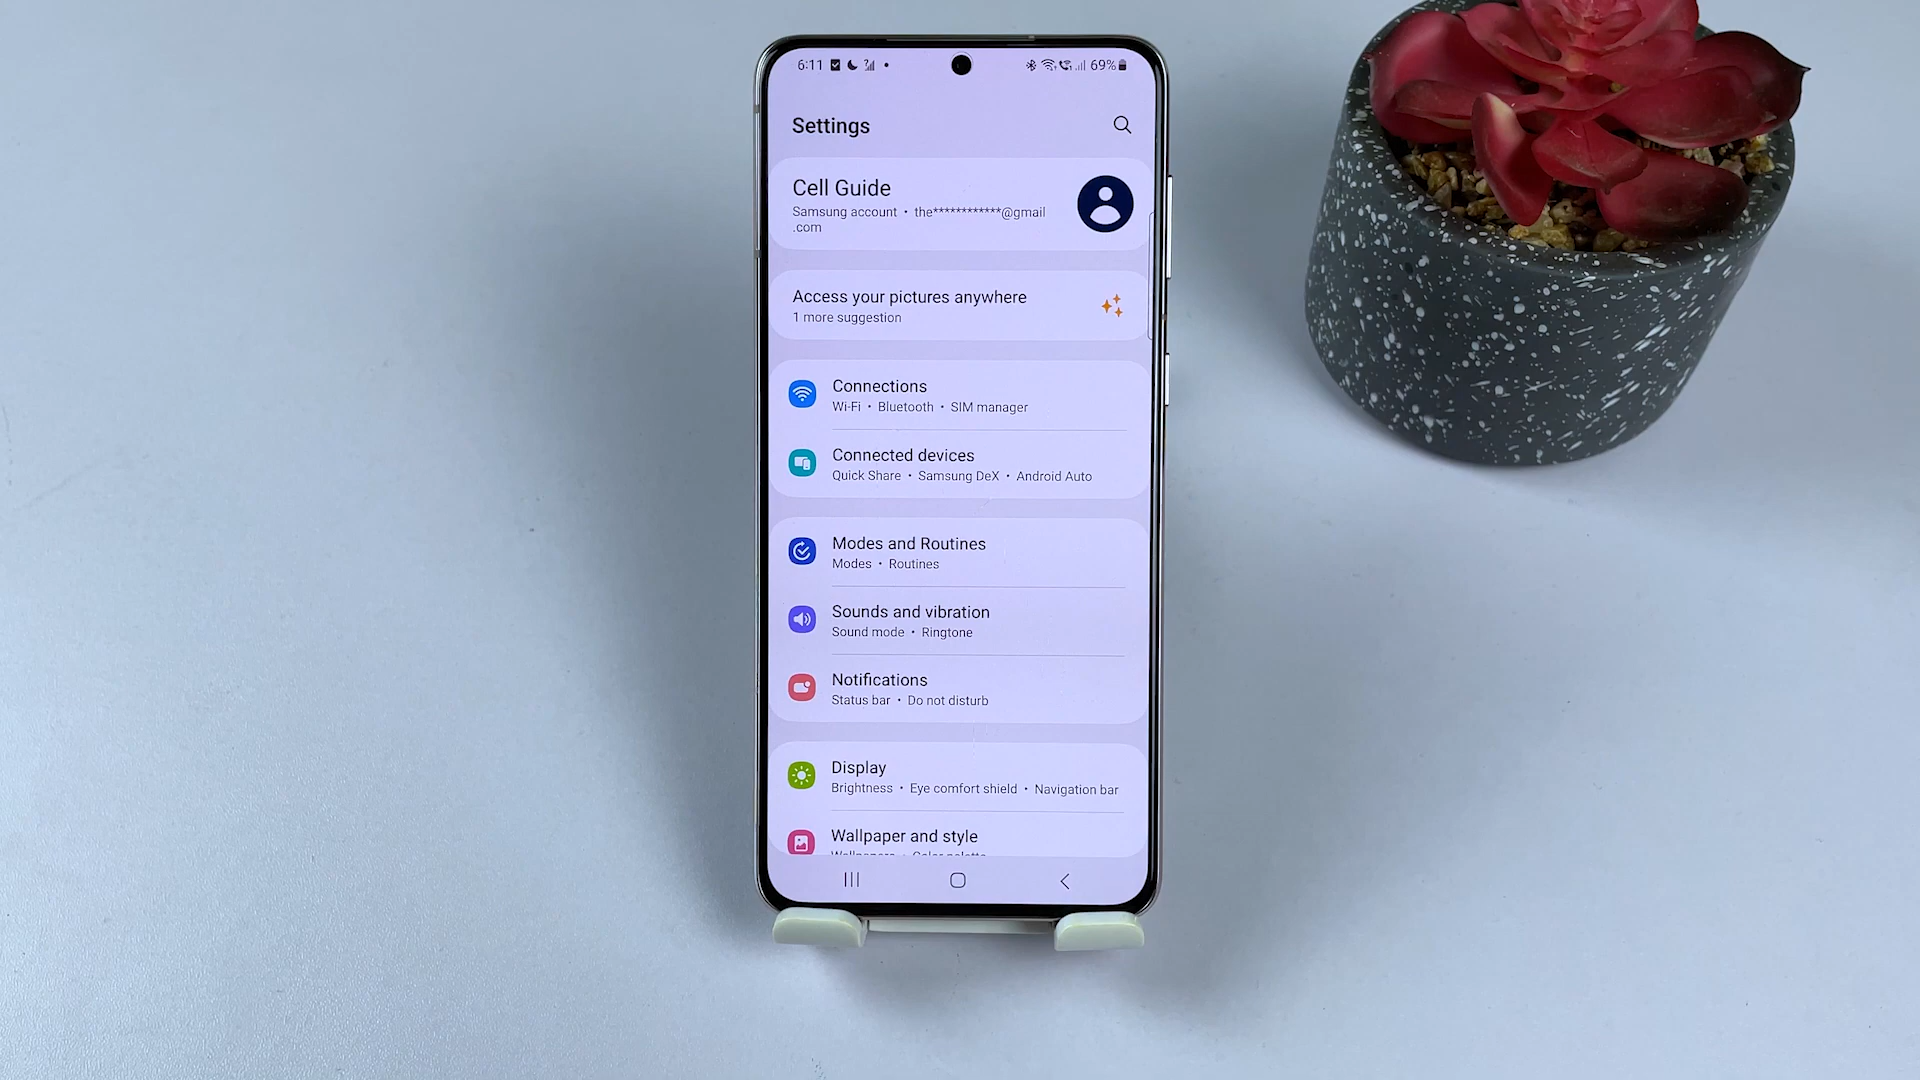 6:11 69%
Settings
Cell Guide
Samsung account • the************@gmail
.com
Access your pictures anywhere
1 more suggestion
Connections
Wi-Fi • Bluetooth • SIM manager
Connected devices
Quick Share • Samsung DeX • Android Auto
Modes and Routines
Modes • Routines
Sounds and vibration
Sound mode • Ringtone
Notifications
Status bar • Do not disturb
Display
Brightness • Eye comfort shield • Navigation bar
Wallpaper and style
Wallpapers • Color palette